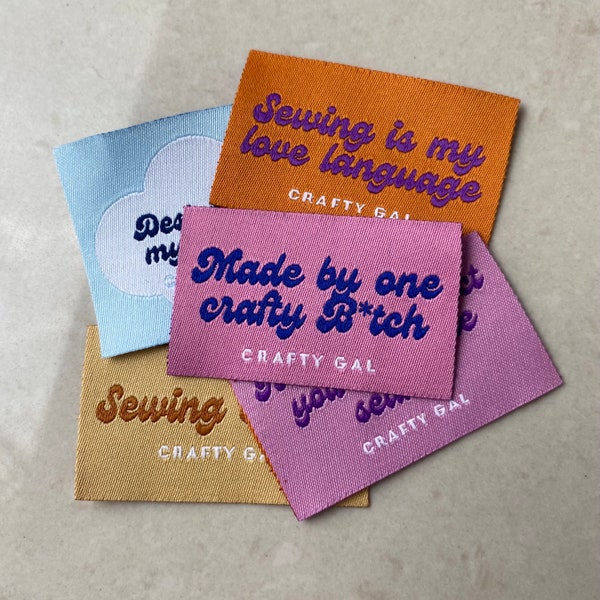 Sewing is my
love language
CRAFTY GAL
my
Made by one
crafty B*tch
CRAFTY GAL
Sewing
CRAFTY GAL
CRAFTY GAL